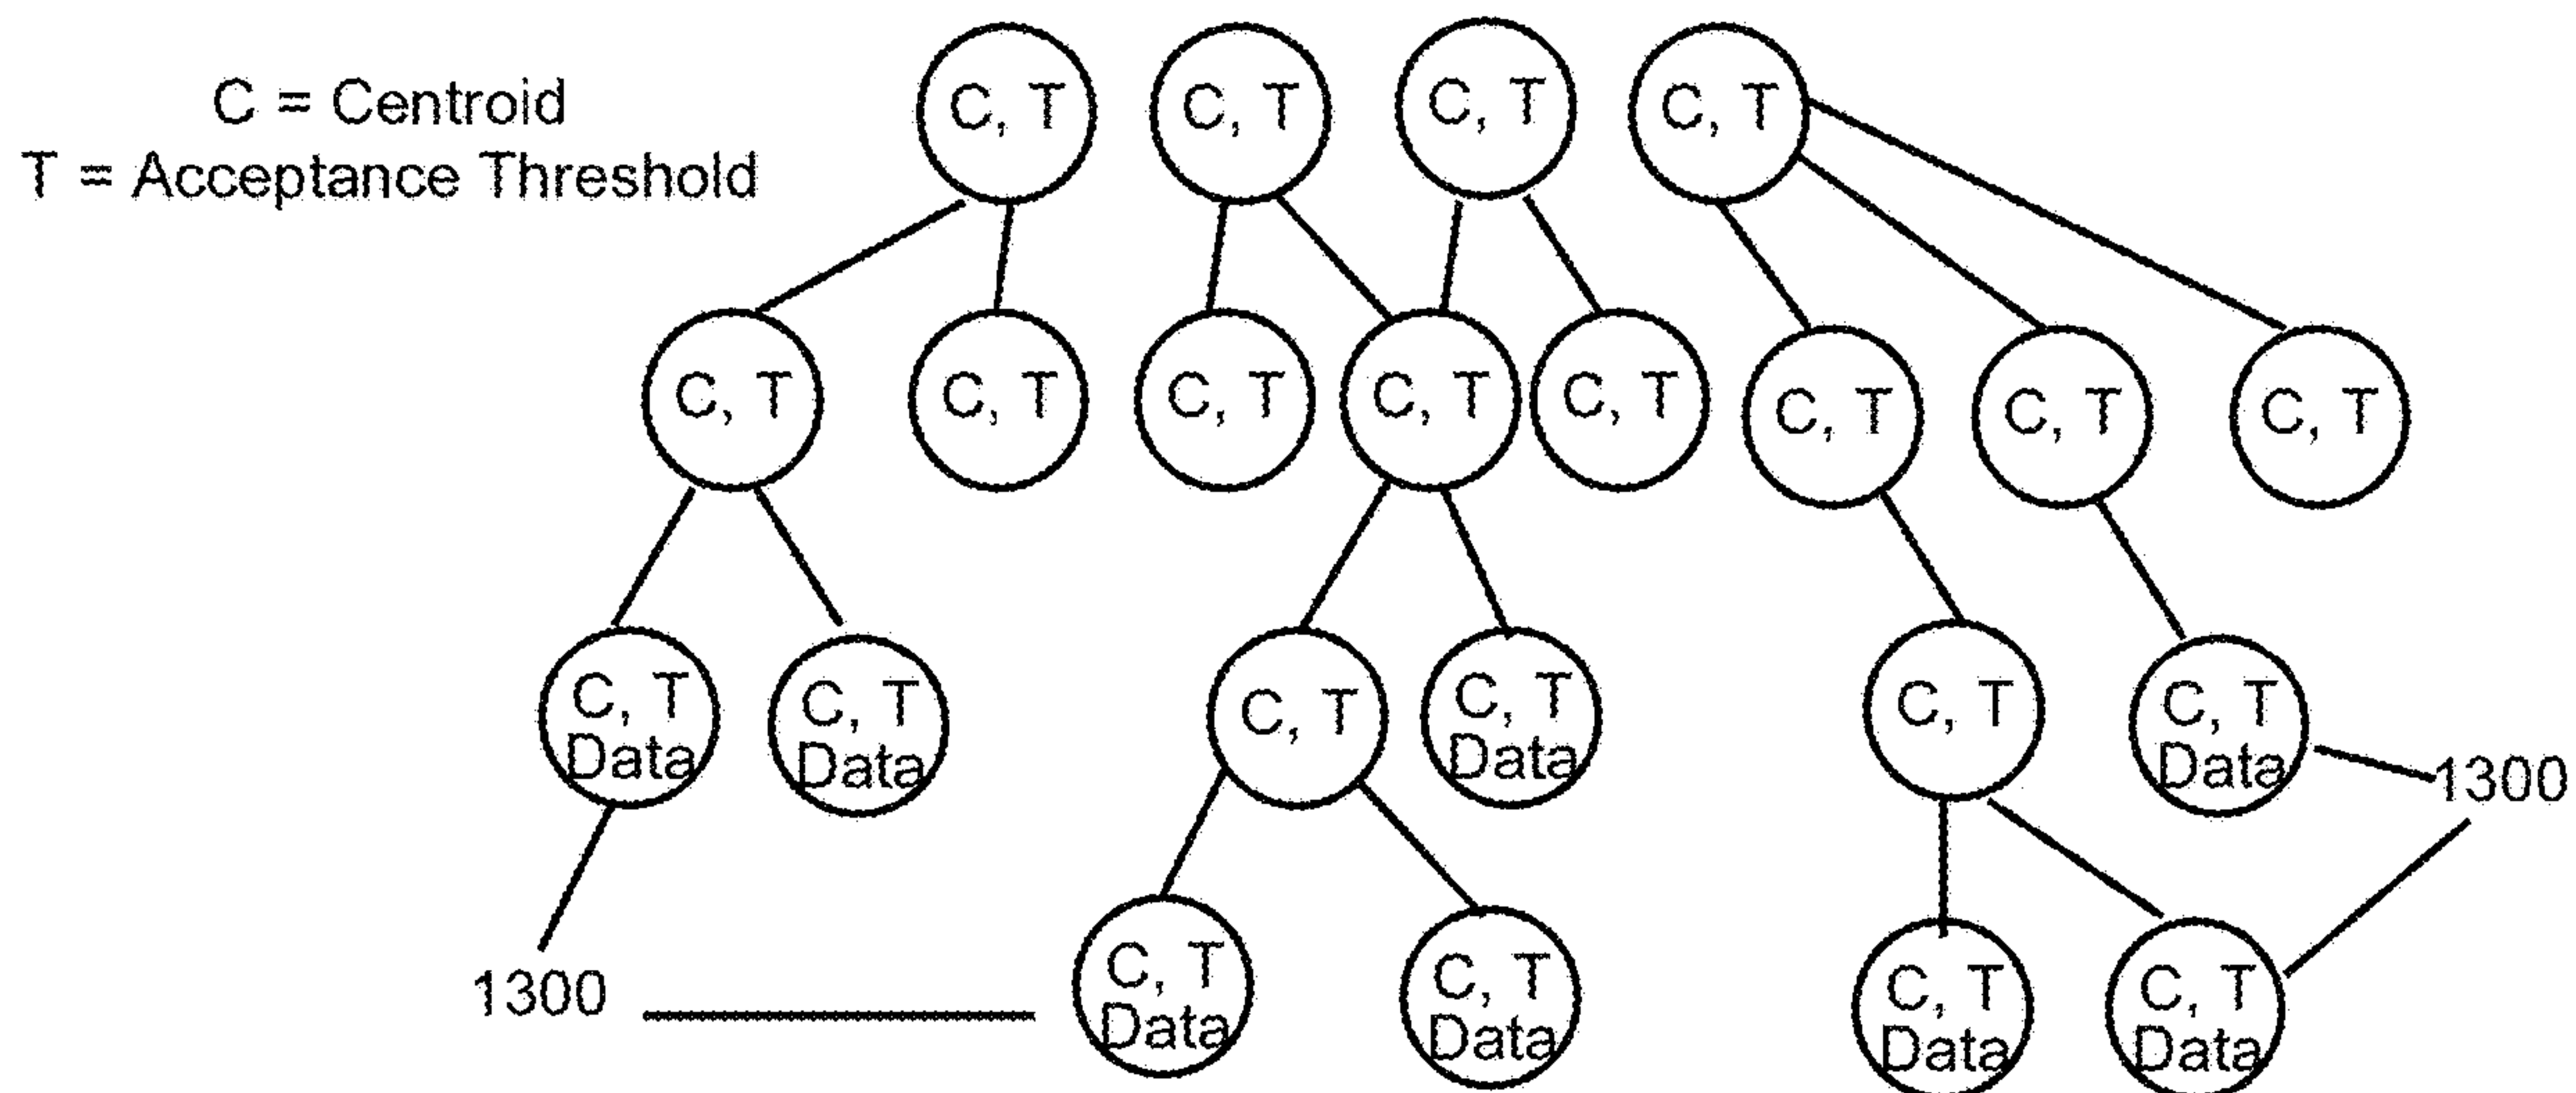 C = Centroid
T = Acceptance Threshold
C, T
C, T
C, T
C, T
C, T
C, T
C, T
C, T
C, T
C, T
C, T
C, T
C, T
Data
C, T
Data
C, T
C, T
Data
C, T
C, T
Data
1300
1300
C, T
Data
C, T
Data
C, T
Data
C, T
Data